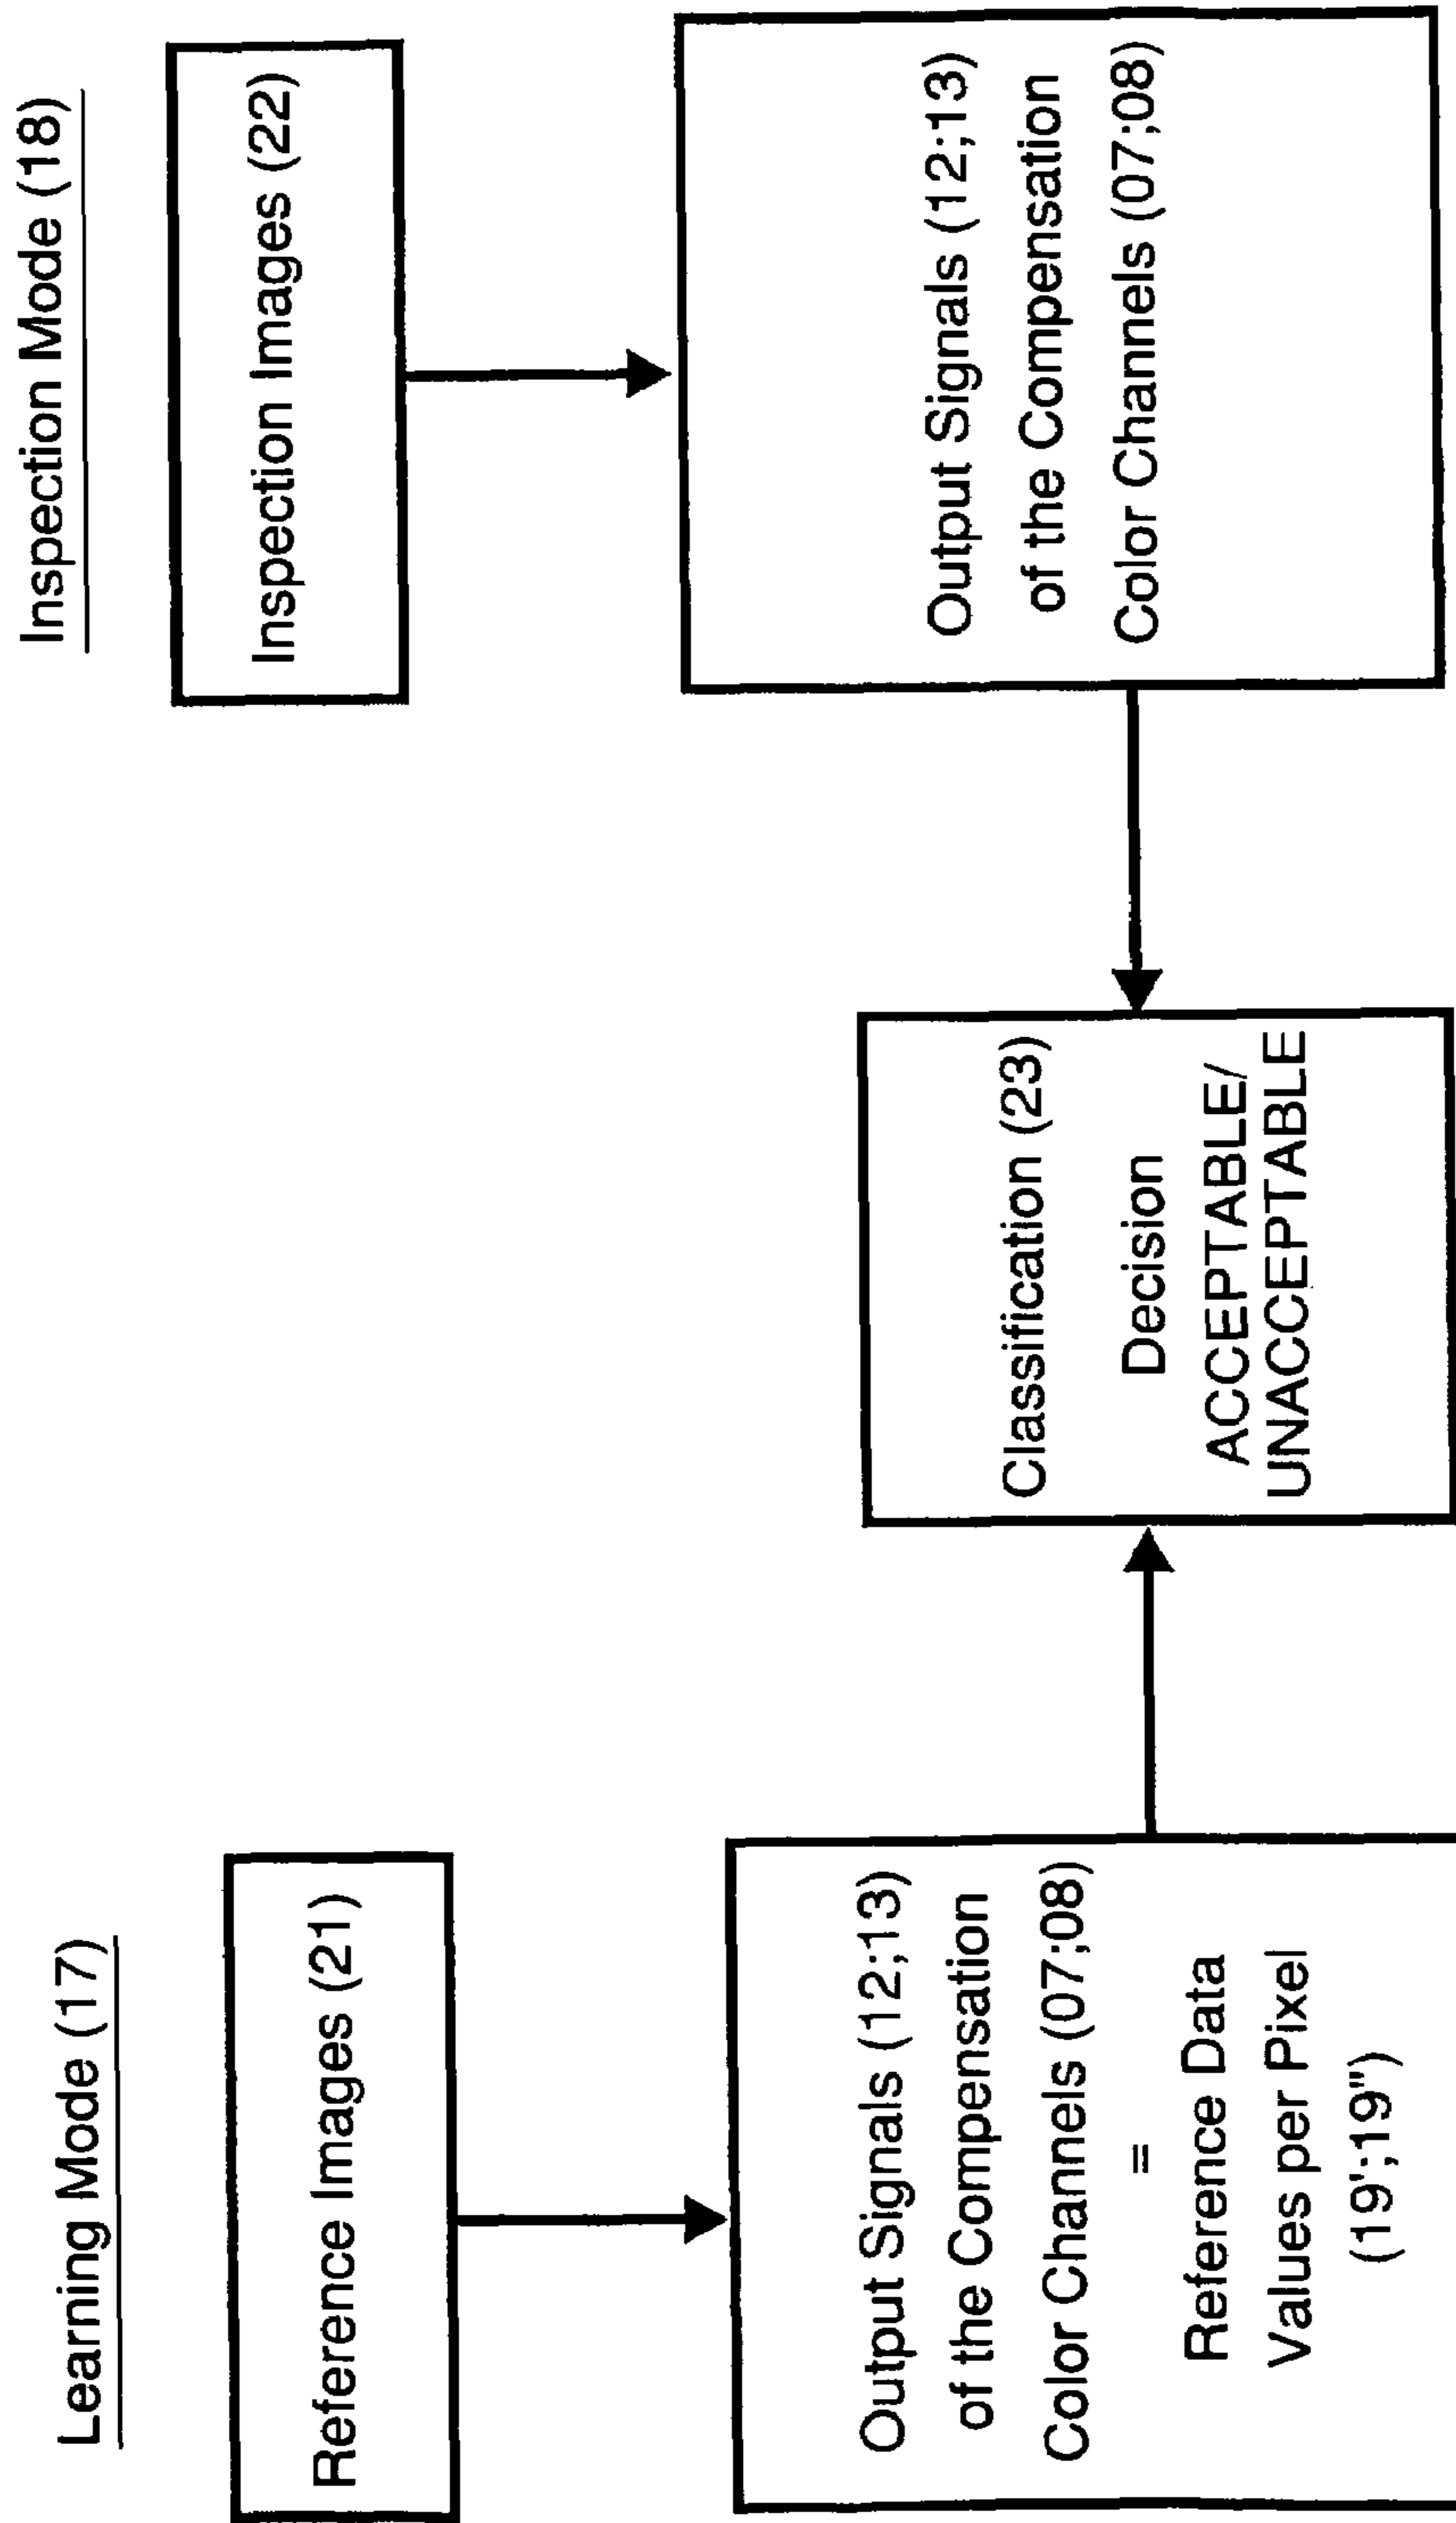 Learning Mode (17)
Reference Images (21)
Output Signals (12;13)
of the Compensation
Color Channels (07;08)
=
Reference Data
Values per Pixel
(19';19")
Classification (23)
Decision
ACCEPTABLE/
UNACCEPTABLE
Inspection Mode (18)
Inspection Images (22)
Output Signals (12;13)
of the Compensation
Color Channels (07;08)